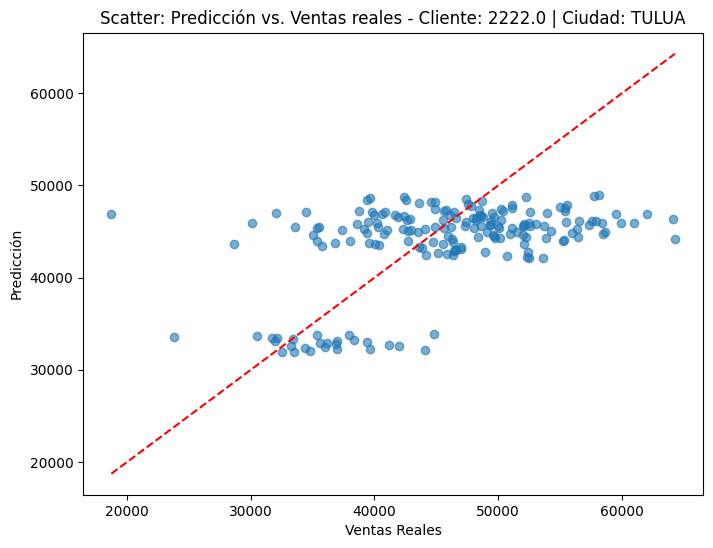 Scatter: Predicción vs. Ventas reales - Cliente: 2222.0 | Ciudad: TULUA
60000
50000
40000
30000
20000
Predicción
20000 30000 40000 50000 60000
Ventas Reales